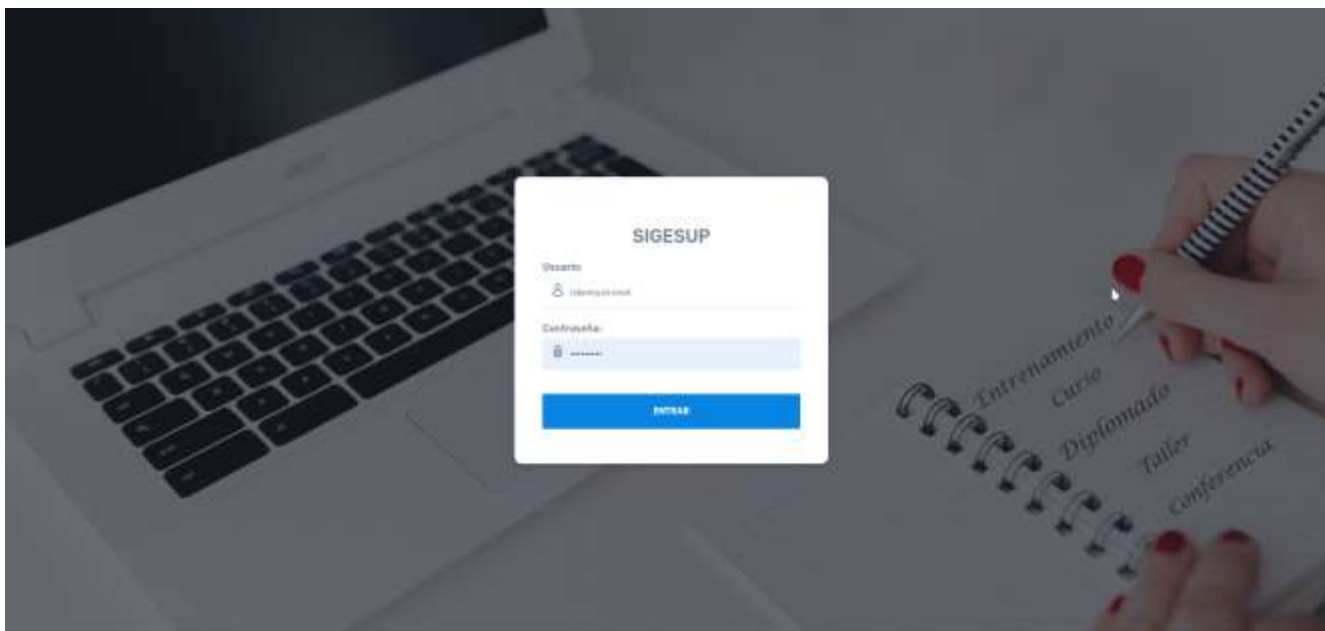 SIGESUP
Usuario
Contraseña:
ENTRAR
Entrenamiento
Curso
Diplomado
Taller
Conferencia